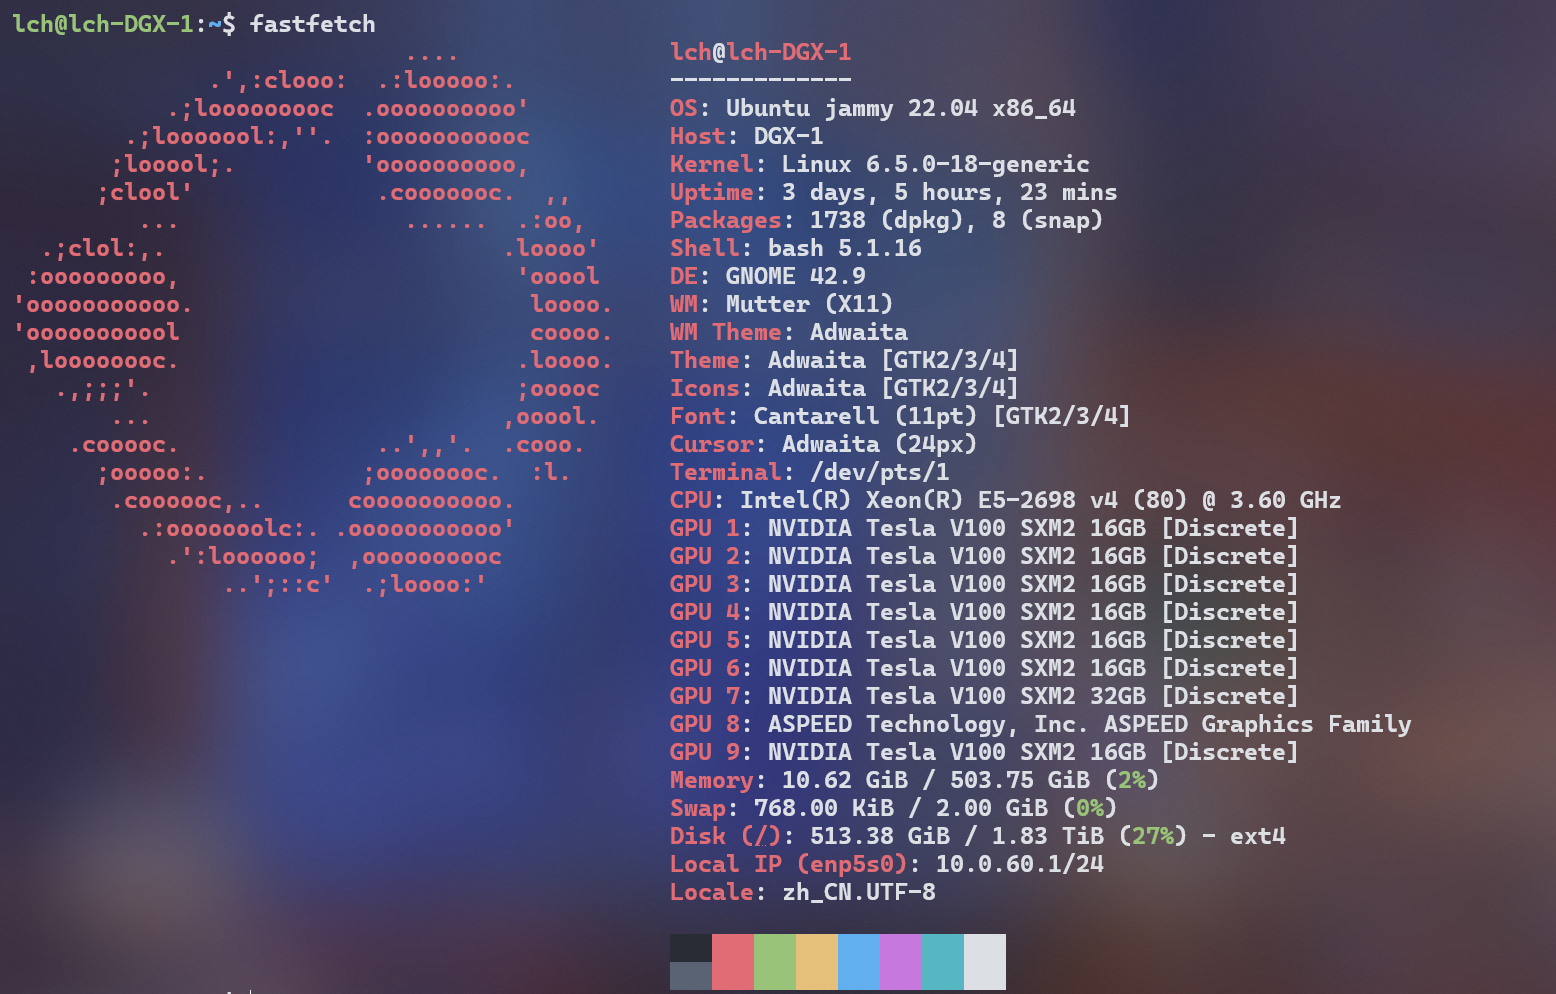 lch@lch-DGX-1:~$ fastfetch
lch@lch-DGX-1
-------------
OS: Ubuntu jammy 22.04 x86_64
Host: DGX-1
Kernel: Linux 6.5.0-18-generic
Uptime: 3 days, 5 hours, 23 mins
Packages: 1738 (dpkg), 8 (snap)
Shell: bash 5.1.16
DE: GNOME 42.9
WM: Mutter (X11)
WM Theme: Adwaita
Theme: Adwaita [GTK2/3/4]
Icons: Adwaita [GTK2/3/4]
Font: Cantarell (11pt) [GTK2/3/4]
Cursor: Adwaita (24px)
Terminal: /dev/pts/1
CPU: Intel(R) Xeon(R) E5-2698 v4 (80) @ 3.60 GHz
GPU 1: NVIDIA Tesla V100 SXM2 16GB [Discrete]
GPU 2: NVIDIA Tesla V100 SXM2 16GB [Discrete]
GPU 3: NVIDIA Tesla V100 SXM2 16GB [Discrete]
GPU 4: NVIDIA Tesla V100 SXM2 16GB [Discrete]
GPU 5: NVIDIA Tesla V100 SXM2 16GB [Discrete]
GPU 6: NVIDIA Tesla V100 SXM2 16GB [Discrete]
GPU 7: NVIDIA Tesla V100 SXM2 32GB [Discrete]
GPU 8: ASPEED Technology, Inc. ASPEED Graphics Family
GPU 9: NVIDIA Tesla V100 SXM2 16GB [Discrete]
Memory: 10.62 GiB / 503.75 GiB (2%)
Swap: 768.00 KiB / 2.00 GiB (0%)
Disk (/): 513.38 GiB / 1.83 TiB (27%) - ext4
Local IP (enp5s0): 10.0.60.1/24
Locale: zh_CN.UTF-8